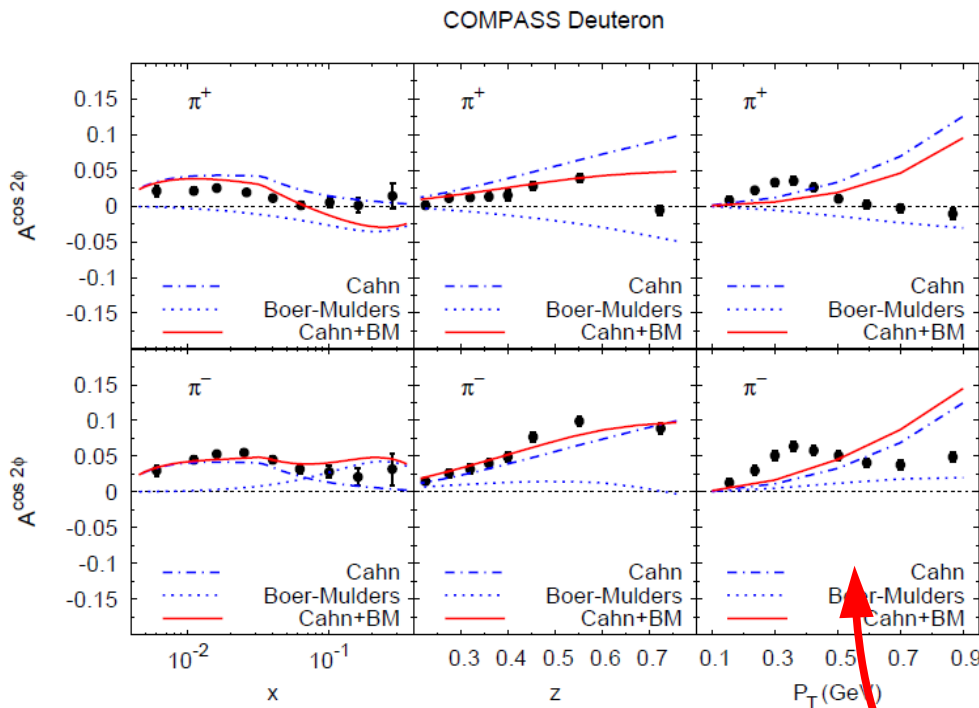 COMPASS Deuteron
A^cos 2ϕ
0.15
0.1
0.05
0
-0.05
-0.1
-0.15
π⁺
Cahn
Boer-Mulders
Cahn+BM
π⁺
Cahn
Boer-Mulders
Cahn+BM
π⁺
Cahn
Boer-Mulders
Cahn+BM
A^cos 2ϕ
0.15
0.1
0.05
0
-0.05
-0.1
-0.15
π⁻
Cahn
Boer-Mulders
Cahn+BM
π⁻
Cahn
Boer-Mulders
Cahn+BM
π⁻
Cahn
Boer-Mulders
Cahn+BM
10⁻² 10⁻¹
0.3 0.4 0.5 0.6 0.7
0.1 0.3 0.5 0.7 0.9
x
z
P_T (GeV)